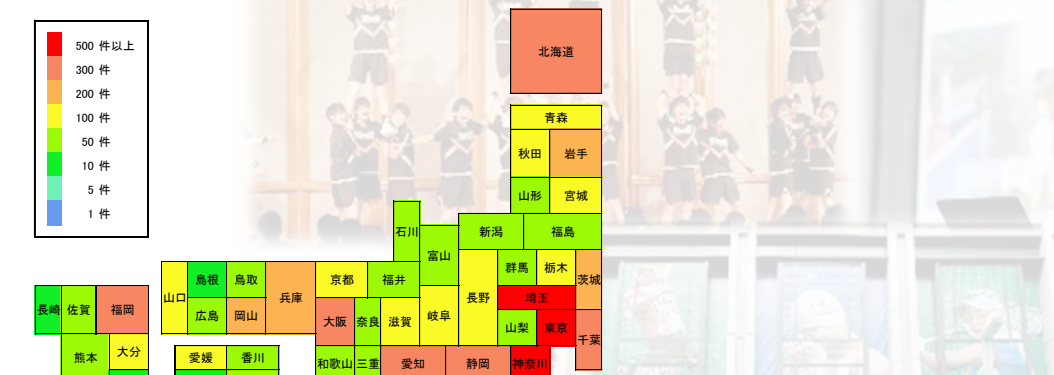 500 件以上
300 件
200 件
100 件
50 件
10 件
5 件
1 件
北海道
青森
秋田 岩手
山形 宮城
石川 新潟 福島
富山
群馬 栃木 茨城
島根 鳥取 京都 福井
山口 兵庫 長野 埼玉
長崎 佐賀 福岡
広島 岡山 大阪 奈良 滋賀 岐阜
山梨 東京 千葉
熊本 大分
愛媛 香川 和歌山 三重 愛知 静岡 神奈川